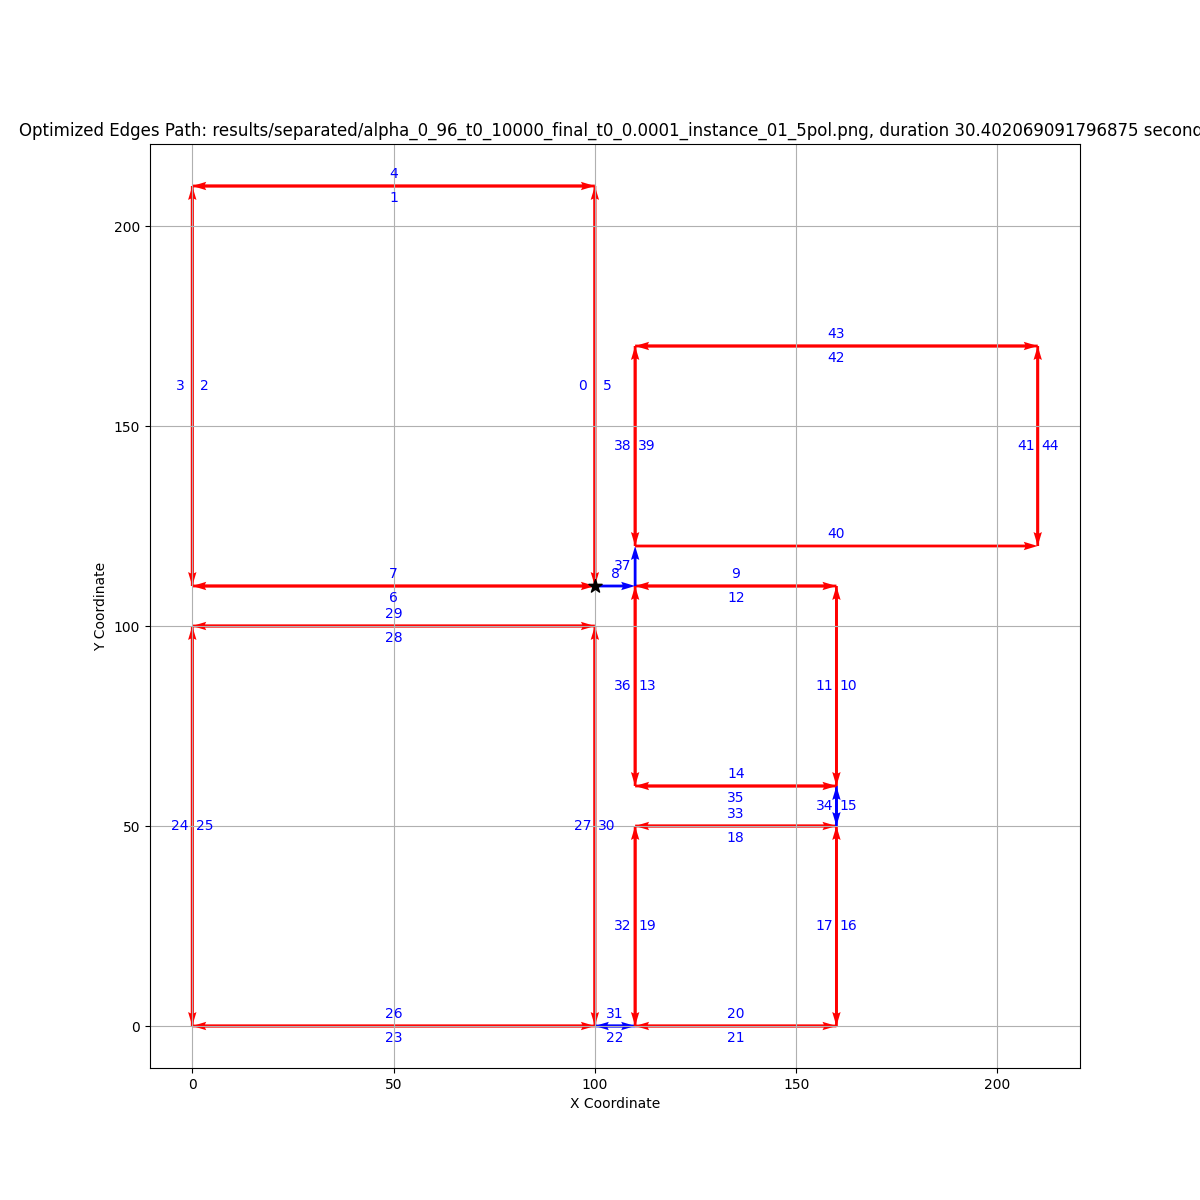 Optimized Edges Path: results/separated/alpha_0_96_t0_10000_final_t0_0.0001_instance_01_5pol.png, duration 30.402069091796875 second
4
1
200
3 2 0 5
43
42
150
38 39 41 44
40
37
7 8 9
6 12
29
100
28
36 13 11 10
14
35
34 15
33
50
24 25 27 30
18
32 19 17 16
26 31 20
0
23 22 21
0 50 100 150 200
X Coordinate
Y Coordinate